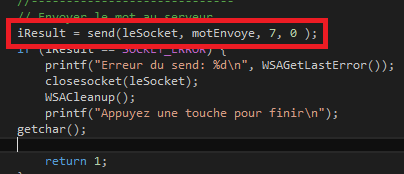 //-----------------------------
// Envoyer le mot au serveur
iResult = send(leSocket, motEnvoye, 7, 0 );
if (iResult == SOCKET_ERROR) {
printf("Erreur du send: %d\n", WSAGetLastError());
closesocket(leSocket);
WSACleanup();
printf("Appuyez une touche pour finir\n");
getchar();
return 1;